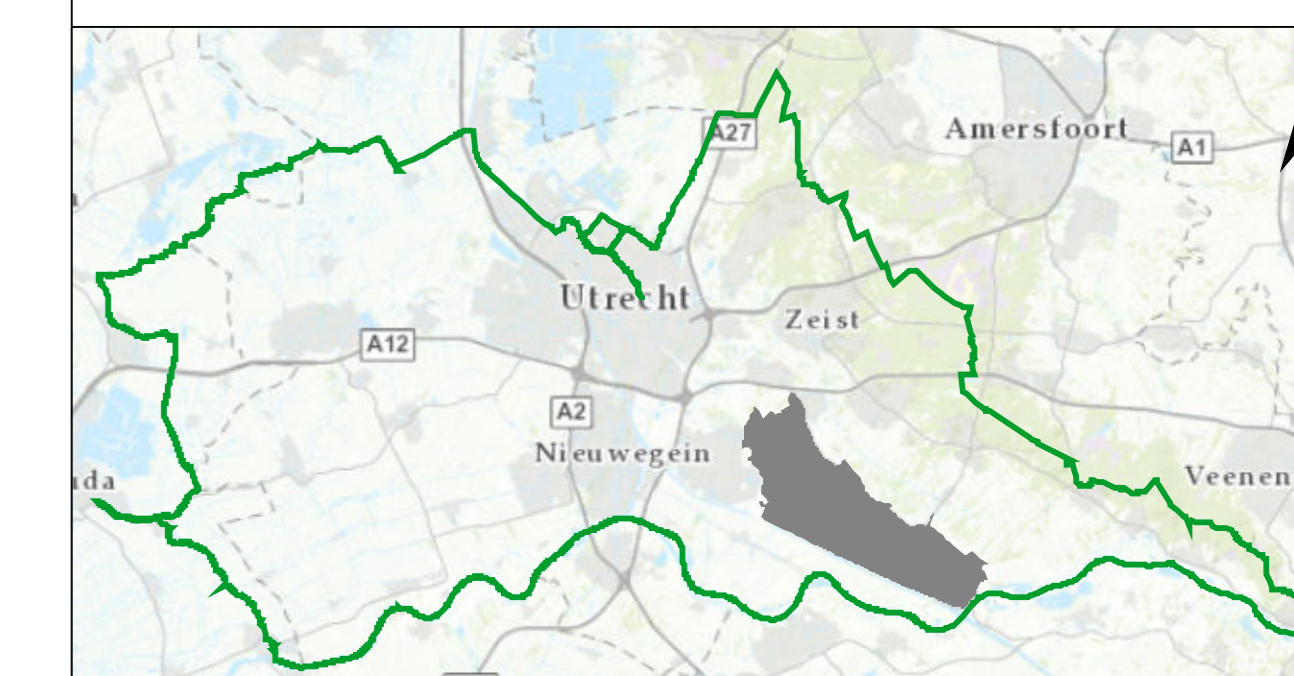 Amersfoort
A27
A1
Utrecht
Zeist
A12
A2
Nieuwegein
Veenen
uda